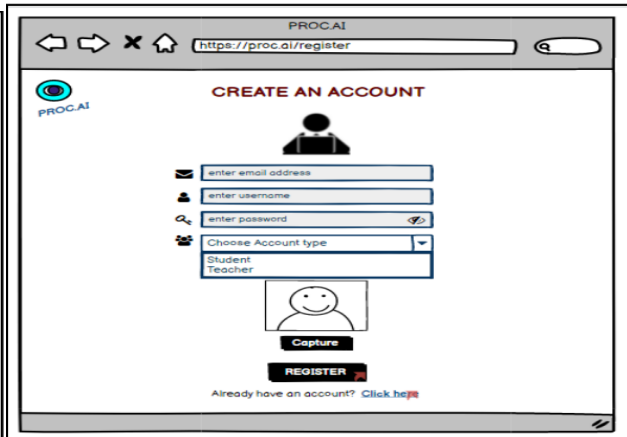 PROC.AI
https://proc.ai/register
PROC.AI
CREATE AN ACCOUNT
enter email address
enter username
enter password
Choose Account type
Student
Teacher
Capture
REGISTER
Already have an account? Click here